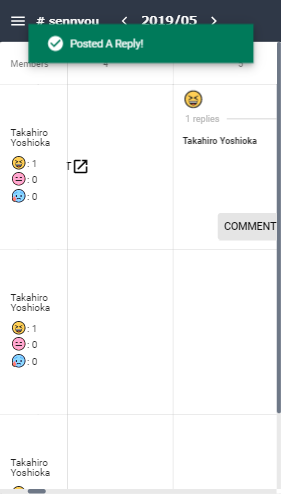 # sennyou
2019/05
Posted A Reply!
Members
4
5
1 replies
Takahiro Yoshioka
Takahiro
Yoshioka
: 1
: 0
: 0
T
COMMENT
Takahiro
Yoshioka
: 1
: 0
: 0
Takahiro
Yoshioka